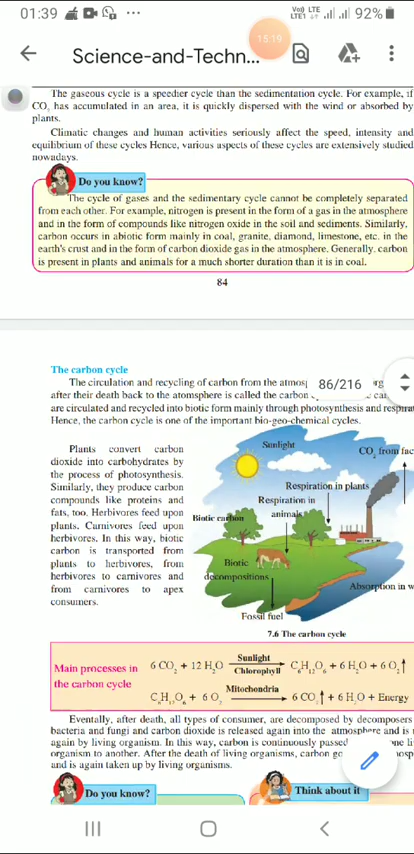 01:39 ... Vo)) LTE LTE1 92%
15:19
Science-and-Techn...
The gaseous cycle is a speedier cycle than the sedimentation cycle. For example, if
CO2 has accumulated in an area, it is quickly dispersed with the wind or absorbed by
plants.
Climatic changes and human activities seriously affect the speed, intensity and
equilibrium of these cycles Hence, various aspects of these cycles are extensively studied
nowadays.
Do you know?
The cycle of gases and the sedimentary cycle cannot be completely separated
from each other. For example, nitrogen is present in the form of a gas in the atmosphere
and in the form of compounds like nitrogen oxide in the soil and sediments. Similarly,
carbon occurs in abiotic form mainly in coal, granite, diamond, limestone, etc. in the
earth's crust and in the form of carbon dioxide gas in the atmosphere. Generally, carbon
is present in plants and animals for a much shorter duration than it is in coal.
84
The carbon cycle
The circulation and recycling of carbon from the
86/216
after their death back to the atomsphere is called the carbon
are circulated and recycled into biotic form mainly through photosynthesis and
Hence, the carbon cycle is one of the important bio-geo-chemical cycles.
Plants convert carbon
dioxide into carbohydrates by
the process of photosynthesis.
Similarly, they produce carbon
compounds like proteins and
fats, too. Herbivores feed upon
plants. Carnivores feed upon
herbivores. In this way, biotic
carbon is transported from
plants to herbivores, from
herbivores to carnivores and
from carnivores to apex
consumers.
Sunlight
CO2 from fac
Respiration in plants
Respiration in
animals
Biotic carbon
Biotic
decompositions
Absorption in w
Fossil fuel
7.6 The carbon cycle
Main processes in
the carbon cycle
6 CO2 + 12 H2O Sunlight Chlorophyll → C6H12O6 + 6 H2O + 6 O2↑
C6H12O6 + 6 O2 Mitochondria → 6 CO2↑ + 6 H2O + Energy
Eventally, after death, all types of consumer, are decomposed by decomposers
bacteria and fungi and carbon dioxide is released again into the atmosphere and is
again by living organism. In this way, carbon is continuously passed
organism to another. After the death of living organisms, carbon
and is again taken up by living organisms.
Do you know?
Think about it